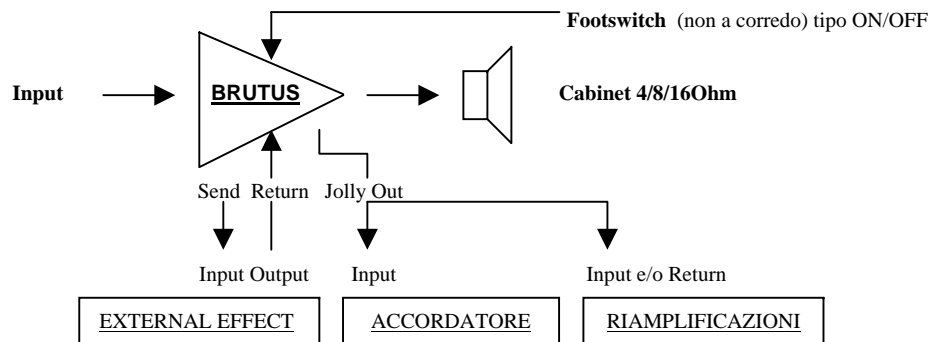 Footswitch (non a corredo) tipo ON/OFF
Input
BRUTUS
Cabinet 4/8/16Ohm
Send Return Jolly Out
Input Output Input Input e/o Return
EXTERNAL EFFECT ACCORDATORE RIAMPLIFICAZIONI